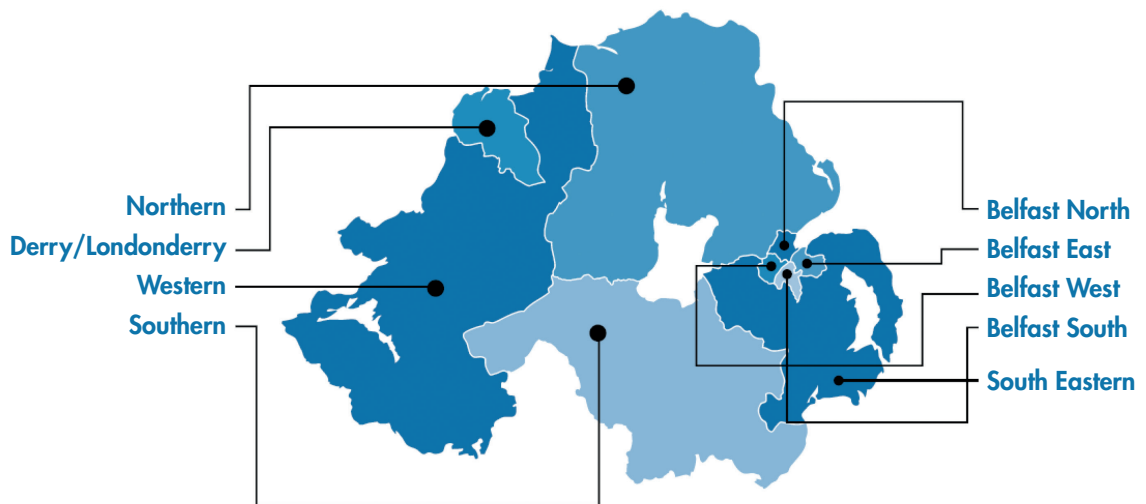 Northern
Derry/Londonderry
Western
Southern
Belfast North
Belfast East
Belfast West
Belfast South
South Eastern